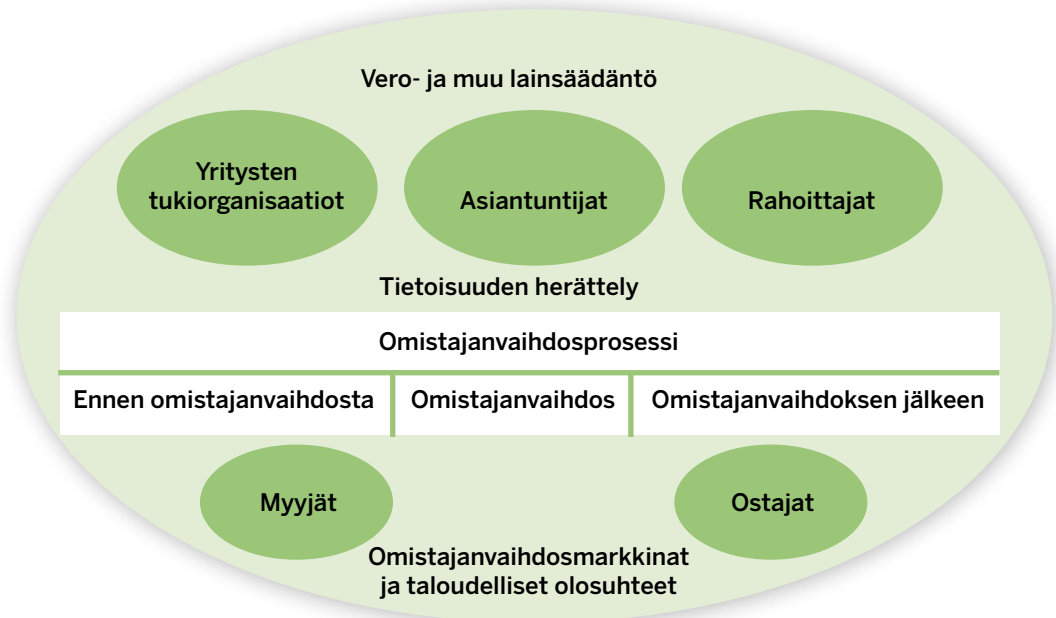 Vero- ja muu lainsäädäntö
Yritysten
tukiorganisaatiot
Asiantuntijat
Rahoittajat
Tietoisuuden herättely
Omistajanvaihdosprosessi
Ennen omistajanvaihdosta
Omistajanvaihdos
Omistajanvaihdoksen jälkeen
Myyjät
Ostajat
Omistajanvaihdosmarkkinat
ja taloudelliset olosuhteet